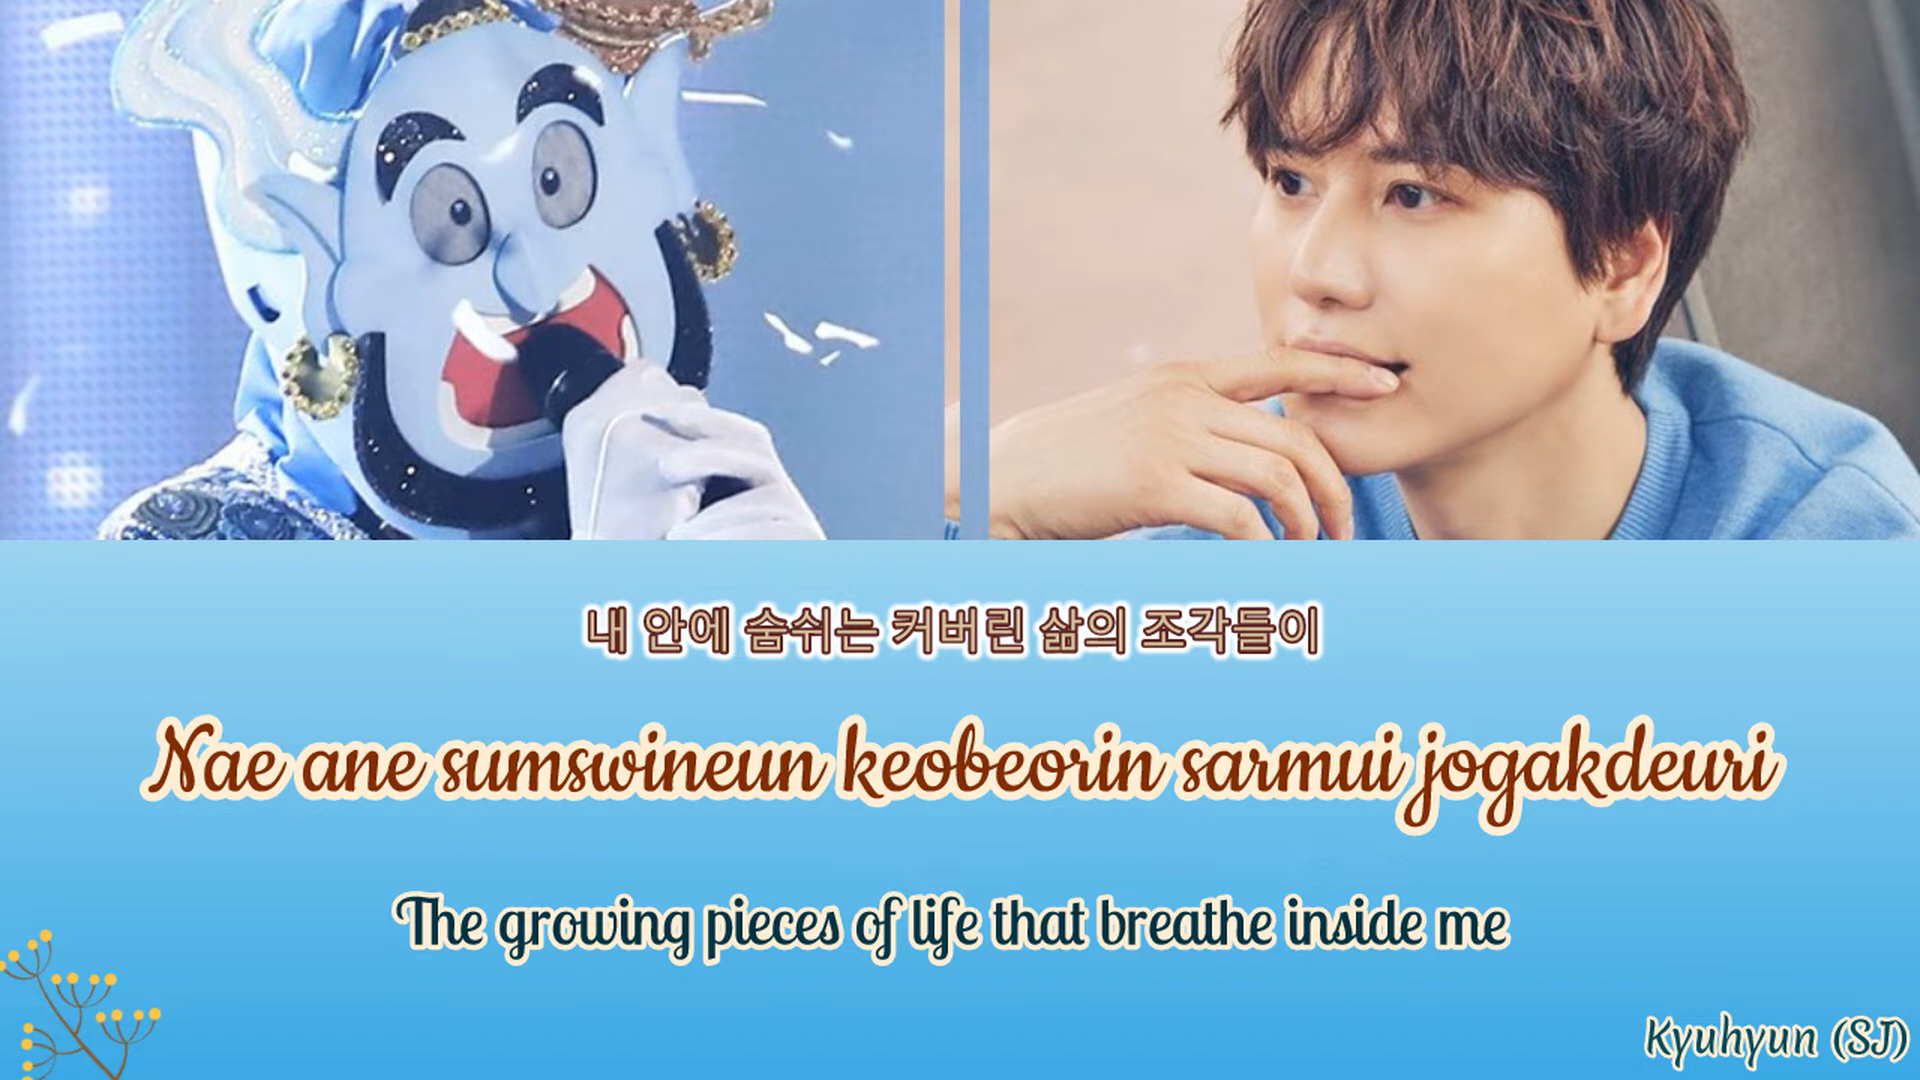 내 안에 숨쉬는 커버린 삶의 조각들이
Nae ane sumswineun keobeorin sarmui jogakdeuri
The growing pieces of life that breathe inside me
Kyuhyun (SJ)